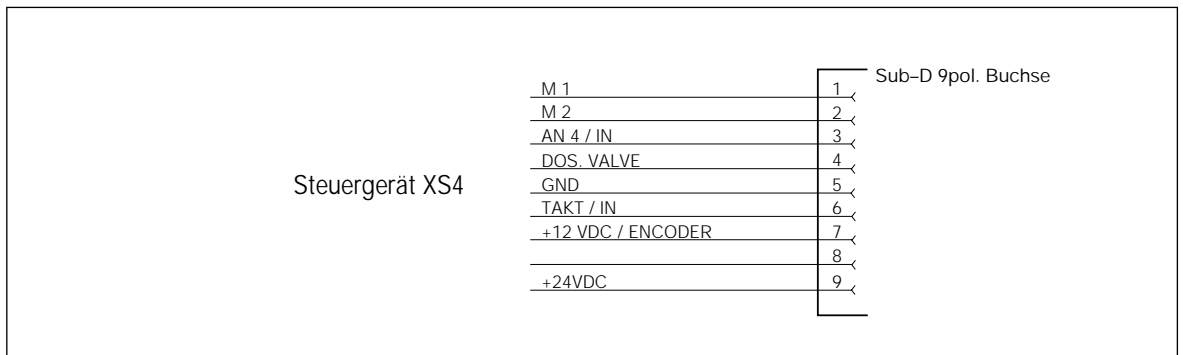 Sub-D 9pol. Buchse
M 1 1
M 2 2
AN 4 / IN 3
DOS. VALVE 4
Steuergerät XS4
GND 5
TAKT / IN 6
+12 VDC / ENCODER 7
8
+24VDC 9